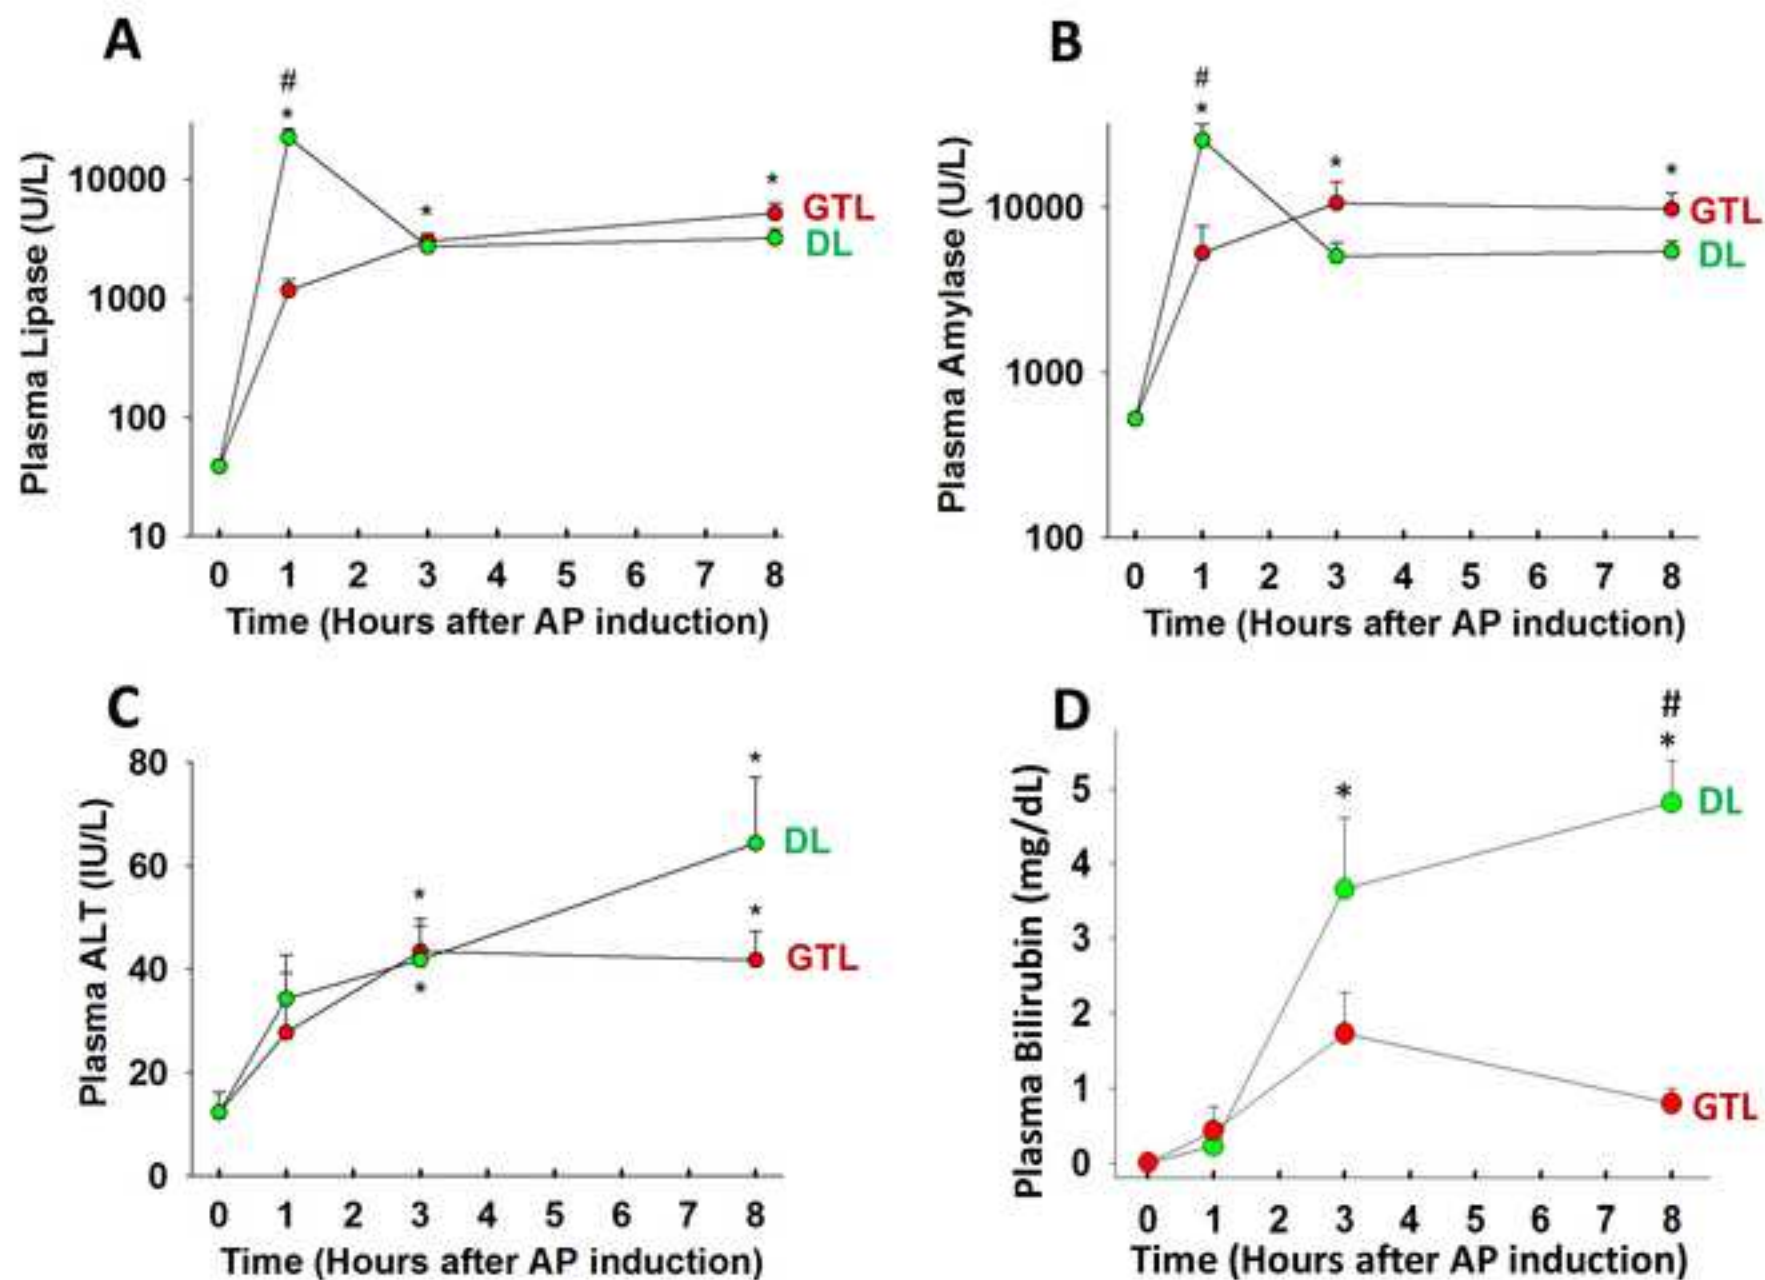 A
#
*
*
*
Plasma Lipase (U/L)
10000
1000
100
10
GTL
DL
0 1 2 3 4 5 6 7 8
Time (Hours after AP induction)
B
#
*
*
*
Plasma Amylase (U/L)
10000
1000
100
GTL
DL
0 1 2 3 4 5 6 7 8
Time (Hours after AP induction)
C
*
*
*
*
Plasma ALT (IU/L)
80
60
40
20
0
DL
GTL
0 1 2 3 4 5 6 7 8
Time (Hours after AP induction)
D
#
*
*
Plasma Bilirubin (mg/dL)
5
4
3
2
1
0
DL
GTL
0 1 2 3 4 5 6 7 8
Time (Hours after AP induction)